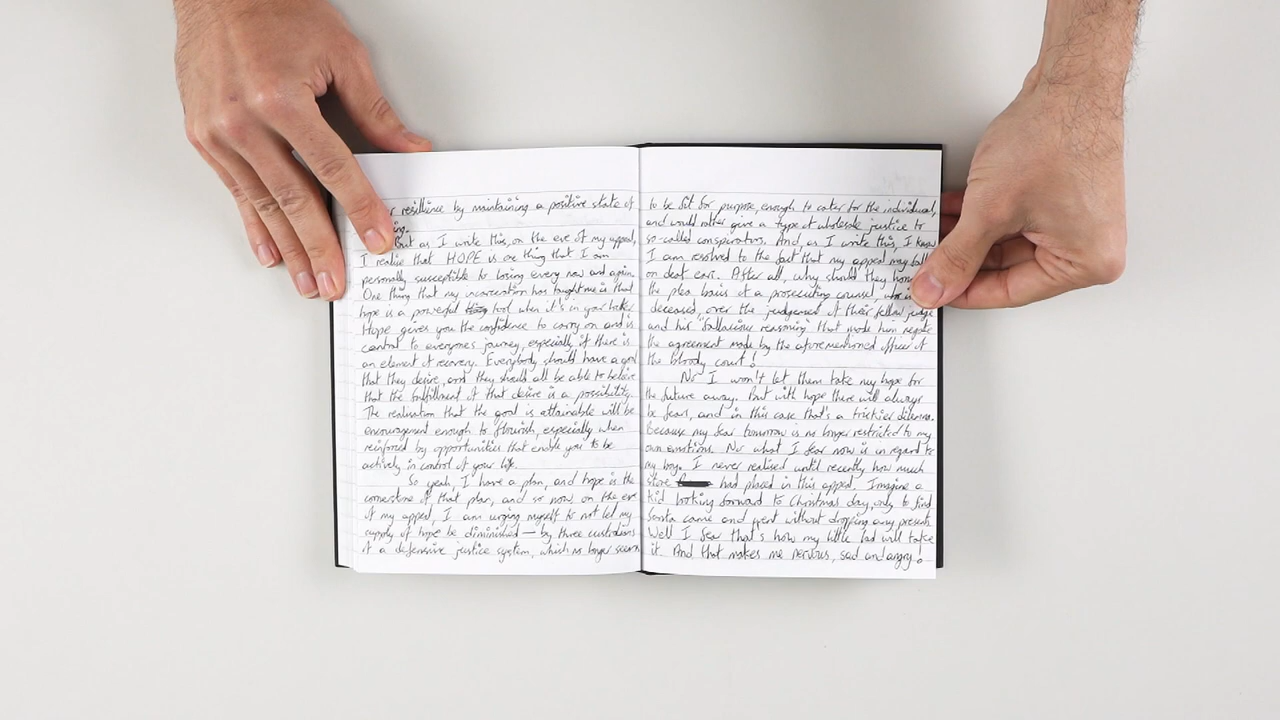 resilience by maintaining a positive state of
But as I write this, on the eve of my appeal,
I realise that HOPE is one thing that I am
personally susceptible to losing every now and again.
One thing that my incarceration has taught me is that
hope is a powerful tool when it's in your
Hope gives you the confidence to carry on and is
central to everyones journey, especially if there is
an element of recovery. Everybody should have a goal
that they desire, and they should all be able to believe
that the fulfillment of that desire is a possibility.
The realisation that the goal is attainable will be
encouragement enough to flourish, especially when
reinforced by opportunities that enable you to be
actively in control of your life.
So yeah, I have a plan, and hope is the
cornerstone of that plan, and so now on the eve
of my appeal I am urging myself to not let my
supply of hope be diminished — by three custodians
of a defensive justice system, which no longer seems
to be fit for purpose, enough to cater for the individual,
and would rather give a type of wholesale justice to
so-called conspirators. And, as I write this, I know
I am resolved to the fact that my appeal may fall
on deaf ears. After all, why should they
the plea basis of a prosecuting counsel,
deceased, over the judgement of their fellow judge
and his "fallacious reasoning" that made him negate
the agreement made by the aforementioned officer of
the bloody court!
No I won't let them take my hope for
the future away. But with hope there will always
be fear, and in this case that's a trickier dilemma.
Because my fear tomorrow is no longer restricted to my
own emotions. No what I fear now is in regard to
my boy. I never realised until recently how much
store had placed in this appeal. Imagine a
kid looking forward to Christmas day, only to find
Santa came and went without dropping any presents.
Well I fear that's how my little lad will take
it. And that makes me nervous, sad and angry.